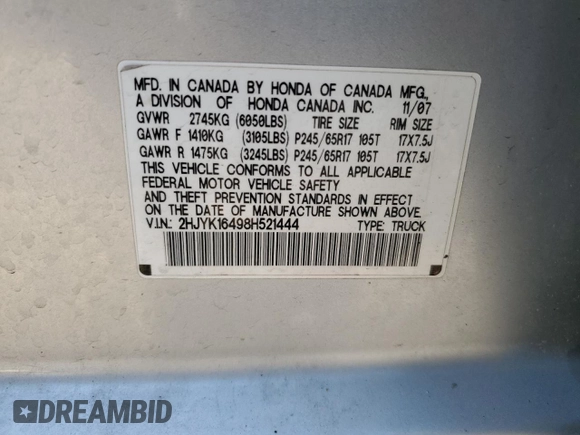 MFD. IN CANADA BY HONDA OF CANADA MFG.,
A DIVISION OF HONDA CANADA INC. 11/07
GVWR 2745KG (6050LBS) TIRE SIZE RIM SIZE
GAWR F 1410KG (3105LBS) P245/65R17 105T 17X7.5J
GAWR R 1475KG (3245LBS) P245/65R17 105T 17X7.5J
THIS VEHICLE CONFORMS TO ALL APPLICABLE
FEDERAL MOTOR VEHICLE SAFETY
AND THEFT PREVENTION STANDARDS IN EFFECT
ON THE DATE OF MANUFACTURE SHOWN ABOVE.
V.I.N.: 2HJYK16498H521444 TYPE: TRUCK
DREAMBID